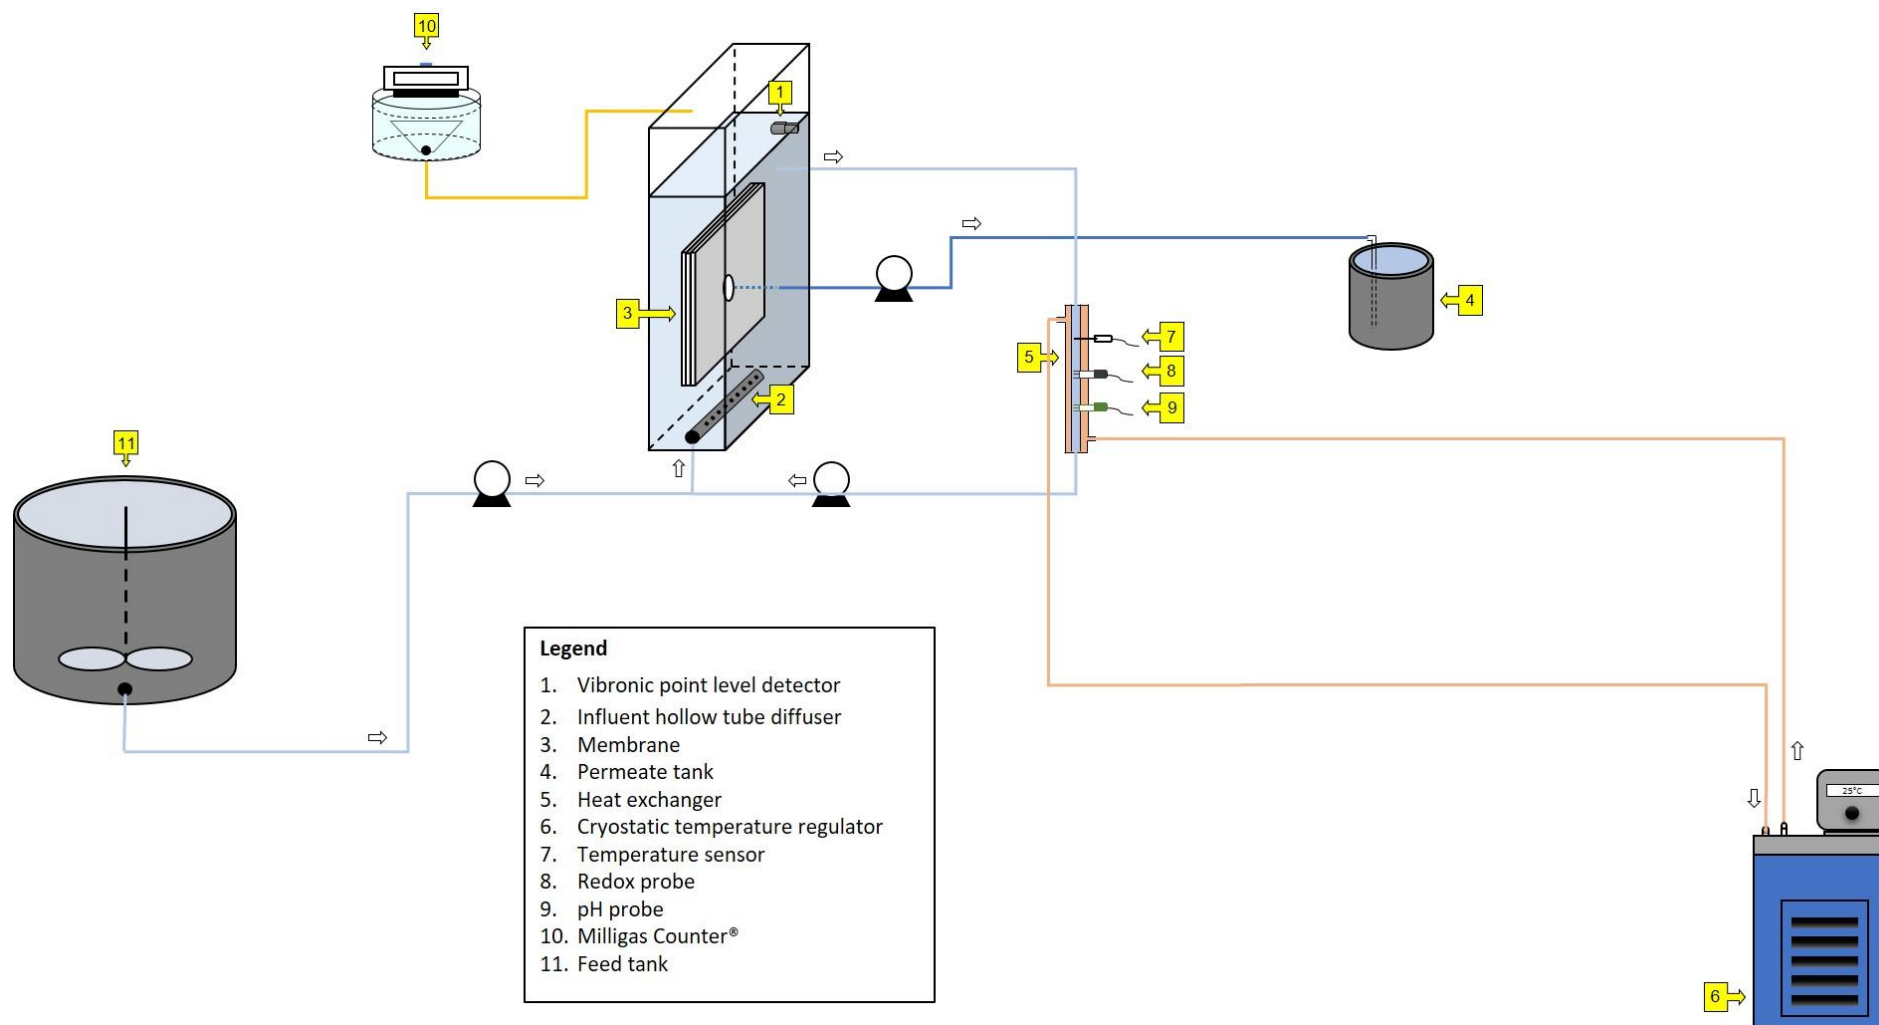 10
1
3
4
5
7
8
9
2
11
Legend
1. Vibronic point level detector
2. Influent hollow tube diffuser
3. Membrane
4. Permeate tank
5. Heat exchanger
6. Cryostatic temperature regulator
7. Temperature sensor
8. Redox probe
9. pH probe
10. Milligas Counter®
11. Feed tank
25°C
6